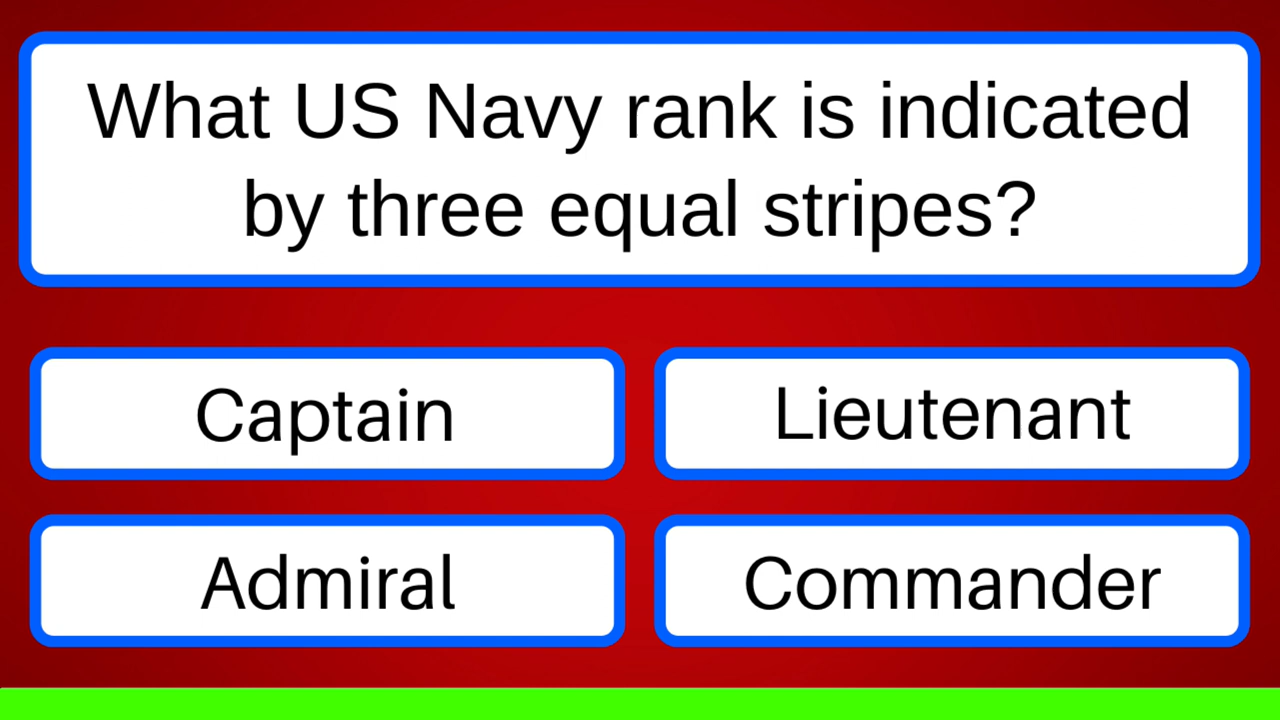 What US Navy rank is indicated
by three equal stripes?
Captain
Lieutenant
Admiral
Commander